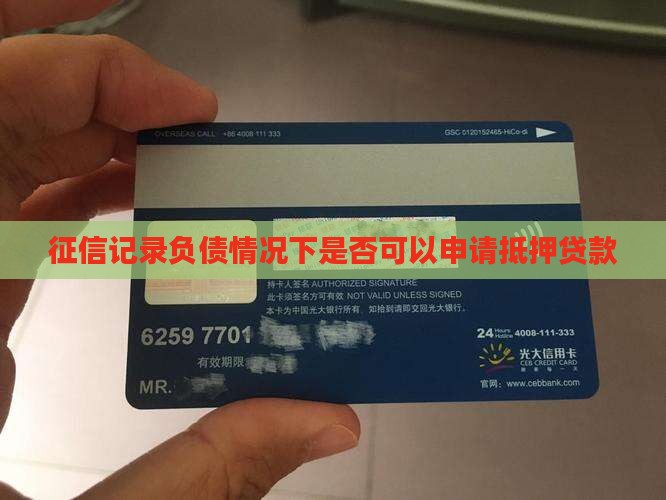 OVERSEAS CALL: +86 4008 111 333
GSC 0120152465-HiCo-di
征信记录负债情况下是否可以申请抵押贷款
持卡人签名 AUTHORIZED SIGNATURE
此卡须签名方可有效 NOT VALID UNLESS SIGNED
本卡为中国光大银行所有，如拾到请即交回光大银行。
6259 7701
24 Hours Hotline 4008-111-333
有效期限
光大信用卡
CEB CREDIT CARD
MR.
官网：www.cebbank.com